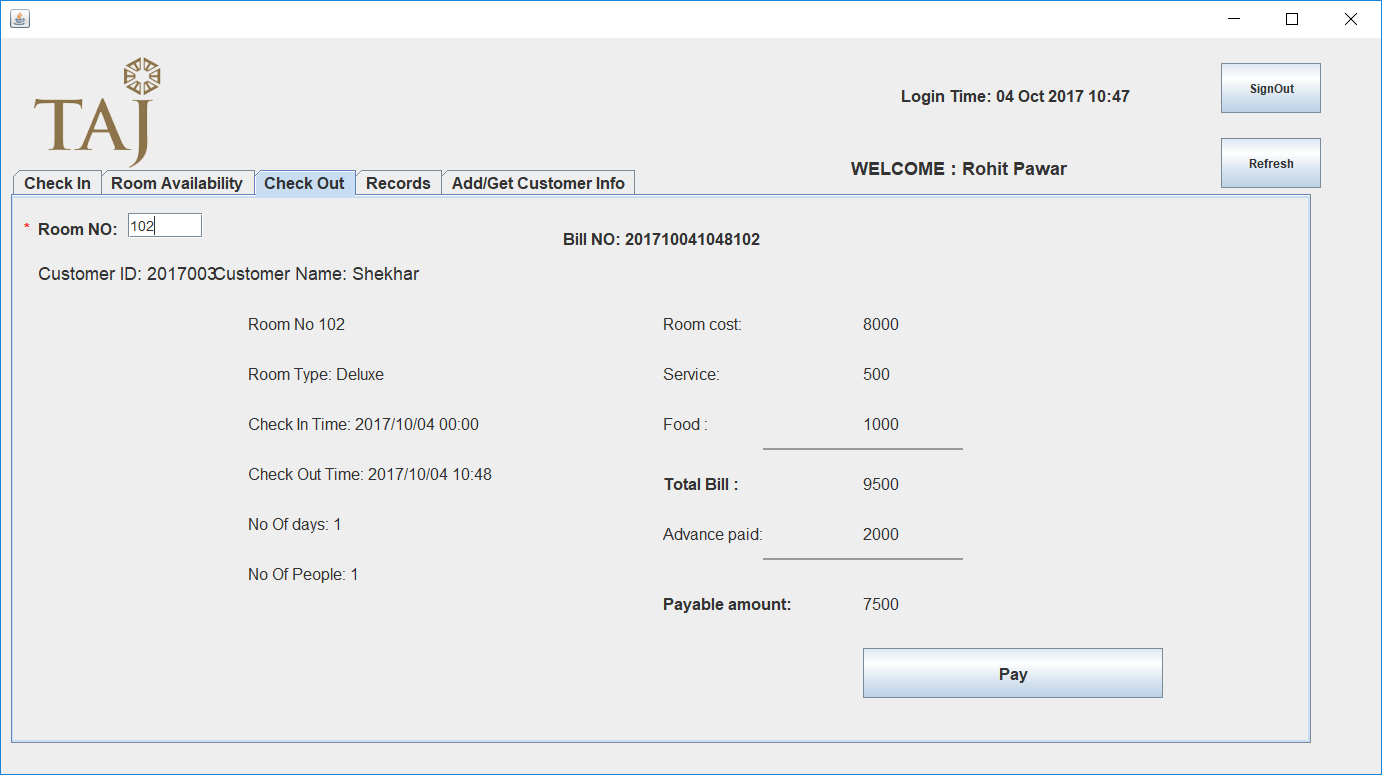 TAJ
Login Time: 04 Oct 2017 10:47
SignOut
WELCOME : Rohit Pawar
Refresh
Check In
Room Availability
Check Out
Records
Add/Get Customer Info
* Room NO: 102
Bill NO: 201710041048102
Customer ID: 2017003
Customer Name: Shekhar
Room No 102
Room cost: 8000
Room Type: Deluxe
Service: 500
Check In Time: 2017/10/04 00:00
Food : 1000
Check Out Time: 2017/10/04 10:48
Total Bill : 9500
No Of days: 1
Advance paid: 2000
No Of People: 1
Payable amount: 7500
Pay